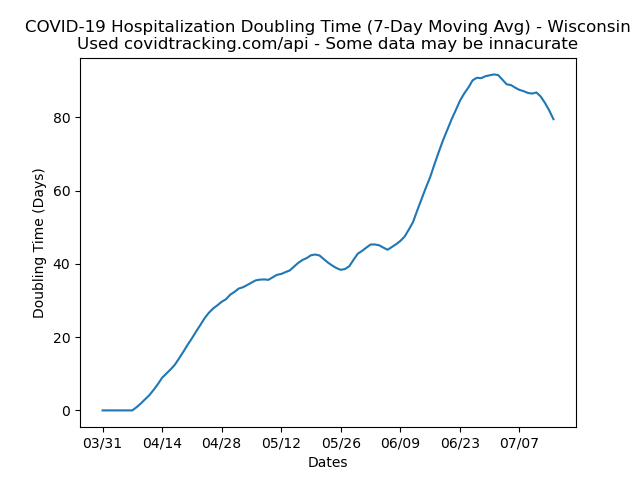 COVID-19 Hospitalization Doubling Time (7-Day Moving Avg) - Wisconsin
Used covidtracking.com/api - Some data may be innacurate
80
60
40
20
0
Doubling Time (Days)
03/31 04/14 04/28 05/12 05/26 06/09 06/23 07/07
Dates